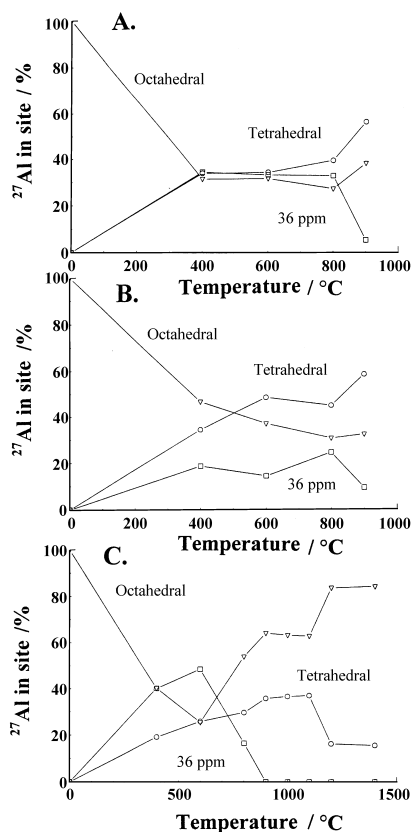 A.
100
80
60
40
20
0
²⁷Al in site / %
Octahedral
Tetrahedral
36 ppm
0 200 400 600 800 1000
Temperature / °C
B.
100
80
60
40
20
0
²⁷Al in site /%
Octahedral
Tetrahedral
36 ppm
0 200 400 600 800 1000
Temperature / °C
C.
100
80
60
40
20
0
²⁷Al in site /%
Octahedral
Tetrahedral
36 ppm
0 500 1000 1500
Temperature / °C